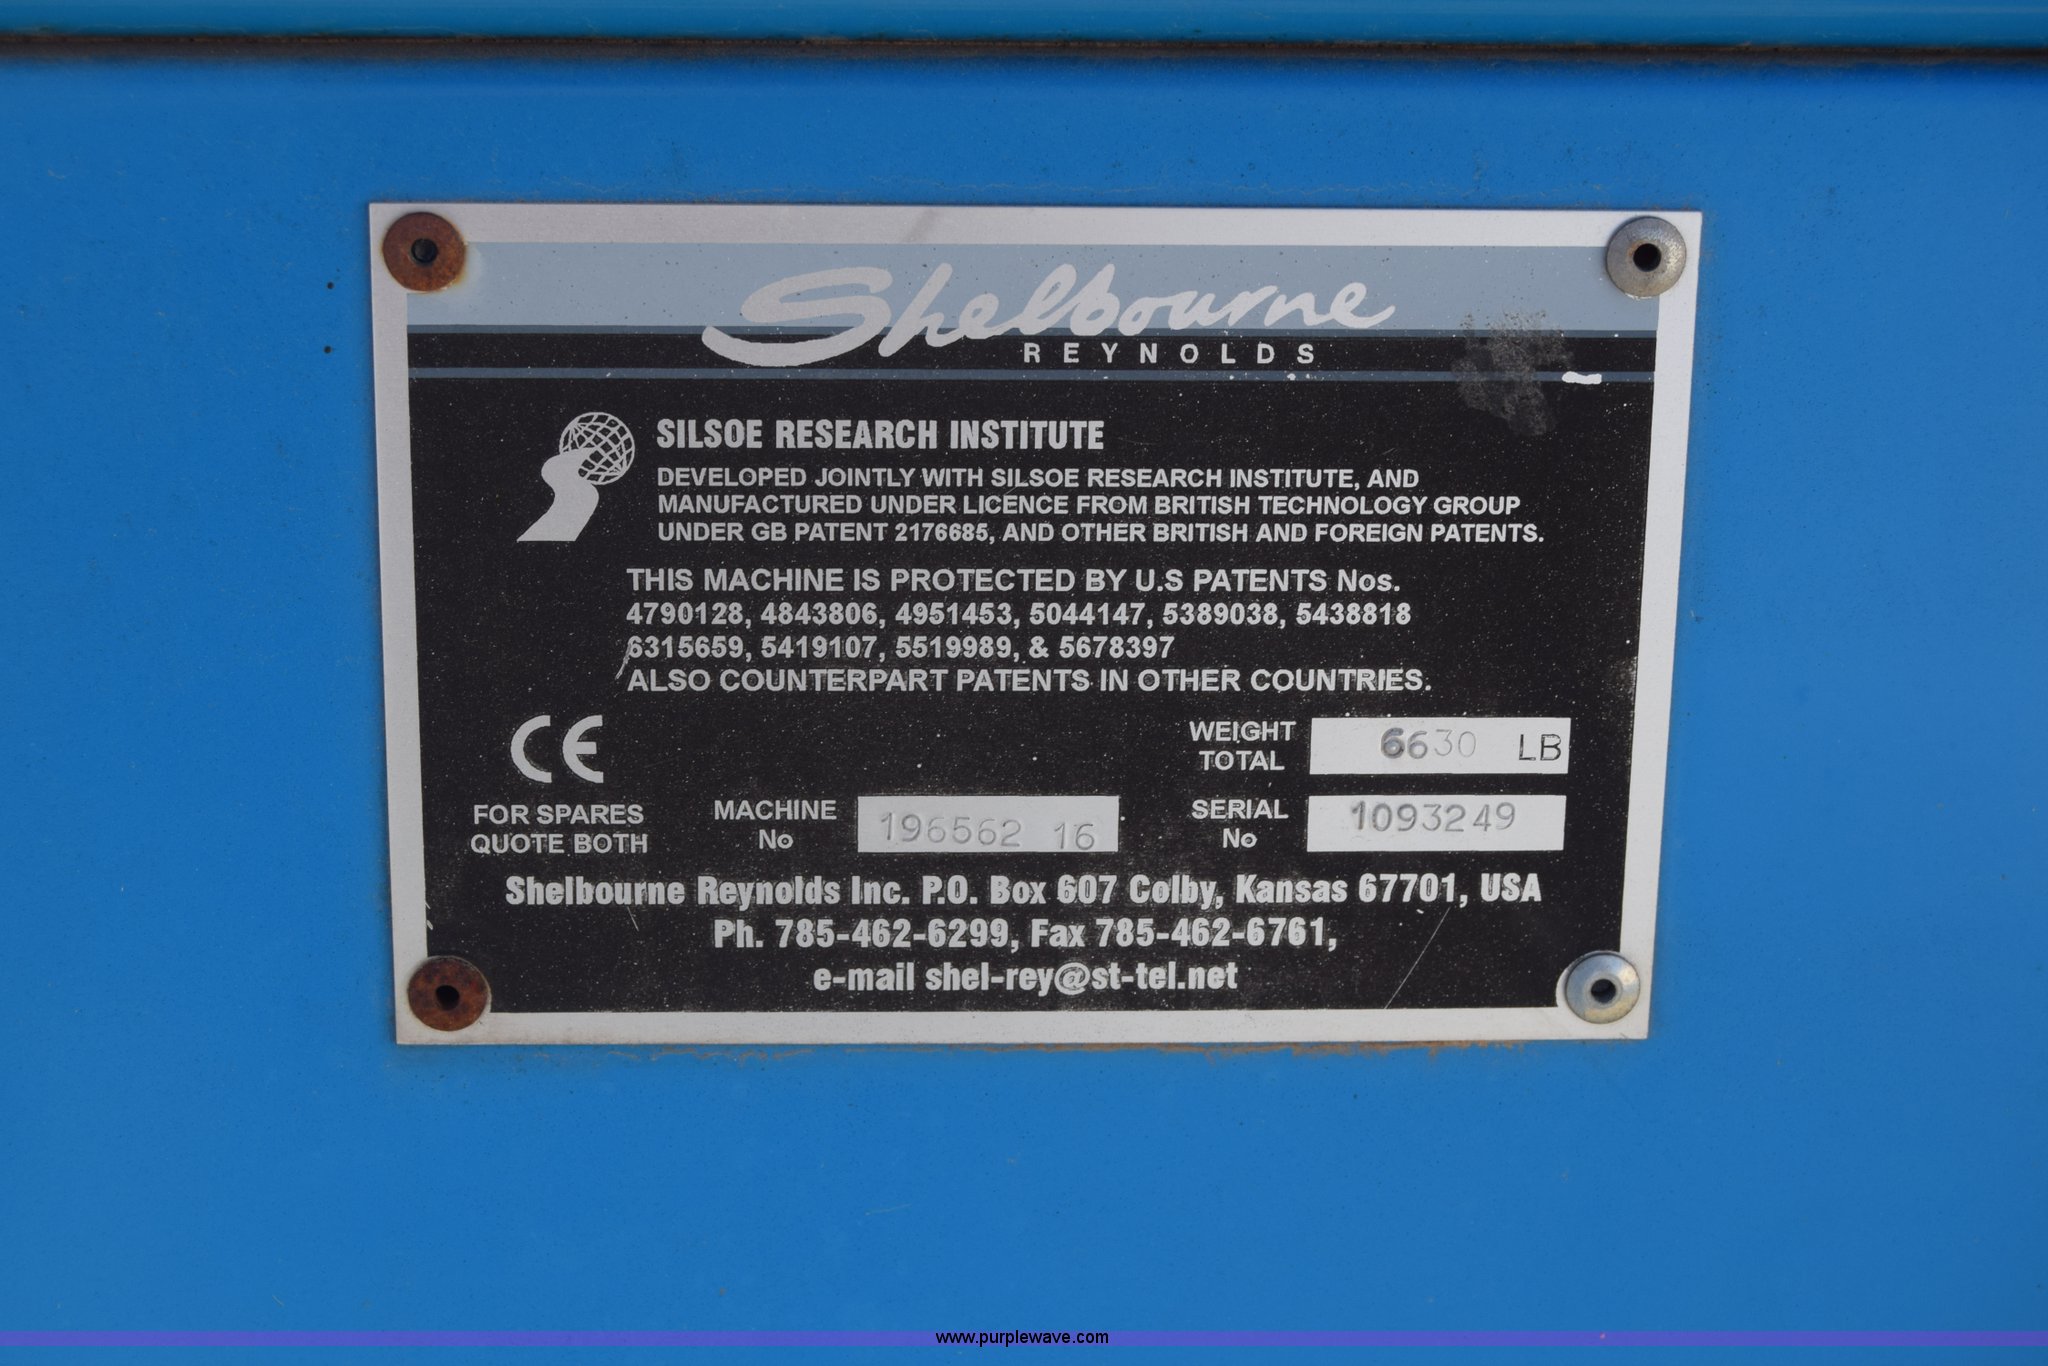 Shelbourne
REYNOLDS
SILSOE RESEARCH INSTITUTE
DEVELOPED JOINTLY WITH SILSOE RESEARCH INSTITUTE, AND
MANUFACTURED UNDER LICENCE FROM BRITISH TECHNOLOGY GROUP
UNDER GB PATENT 2176685, AND OTHER BRITISH AND FOREIGN PATENTS.
THIS MACHINE IS PROTECTED BY U.S PATENTS Nos.
4790128, 4843806, 4951453, 5044147, 5389038, 5438818
6315659, 5419107, 5519989, & 5678397
ALSO COUNTERPART PATENTS IN OTHER COUNTRIES.
CE
WEIGHT
TOTAL
6630 LB
FOR SPARES
QUOTE BOTH
MACHINE
No
196562 16
SERIAL
No
1093249
Shelbourne Reynolds Inc. P.O. Box 607 Colby, Kansas 67701, USA
Ph. 785-462-6299, Fax 785-462-6761,
e-mail shel-rey@st-tel.net
www.purplewave.com